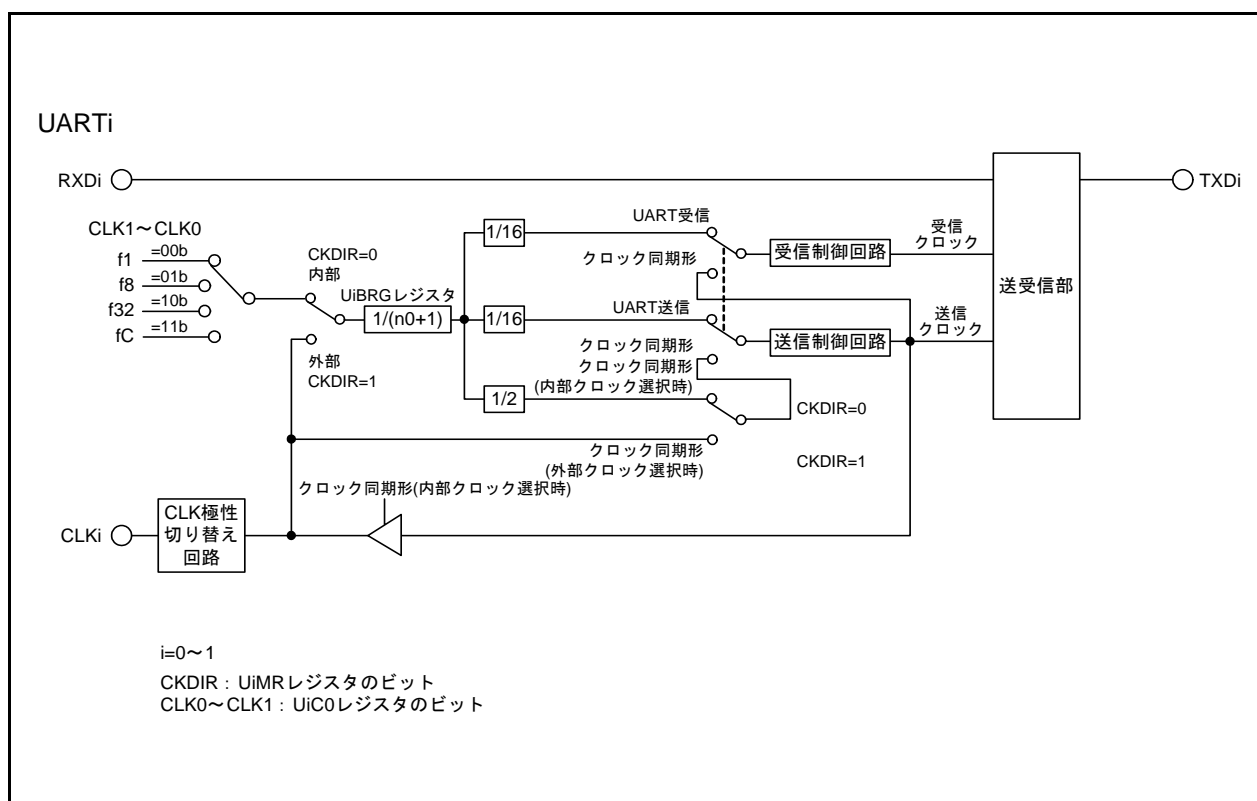 UARTi
RXDi
TXDi
CLK1～CLK0
f1
=00b
f8
=01b
f32
=10b
fC
=11b
CKDIR=0
内部
UiBRGレジスタ
1/(n0+1)
外部
CKDIR=1
1/16
UART受信
クロック同期形
受信制御回路
受信
クロック
送受信部
1/16
UART送信
クロック同期形
送信制御回路
送信
クロック
クロック同期形
(内部クロック選択時)
1/2
CKDIR=0
クロック同期形
(外部クロック選択時)
CKDIR=1
クロック同期形(内部クロック選択時)
CLKi
CLK極性
切り替え
回路
i=0～1
CKDIR：UiMRレジスタのビット
CLK0～CLK1：UiC0レジスタのビット